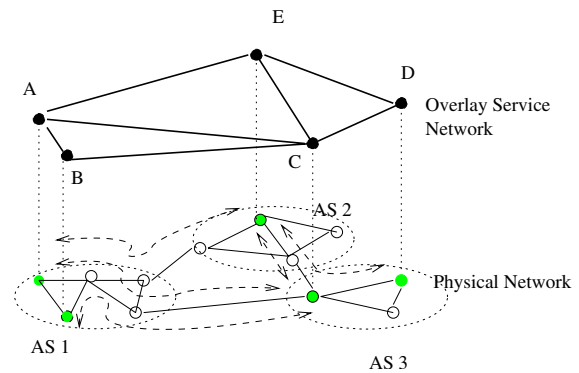 E
A
D
Overlay Service
Network
C
B
AS 2
Physical Network
AS 1
AS 3